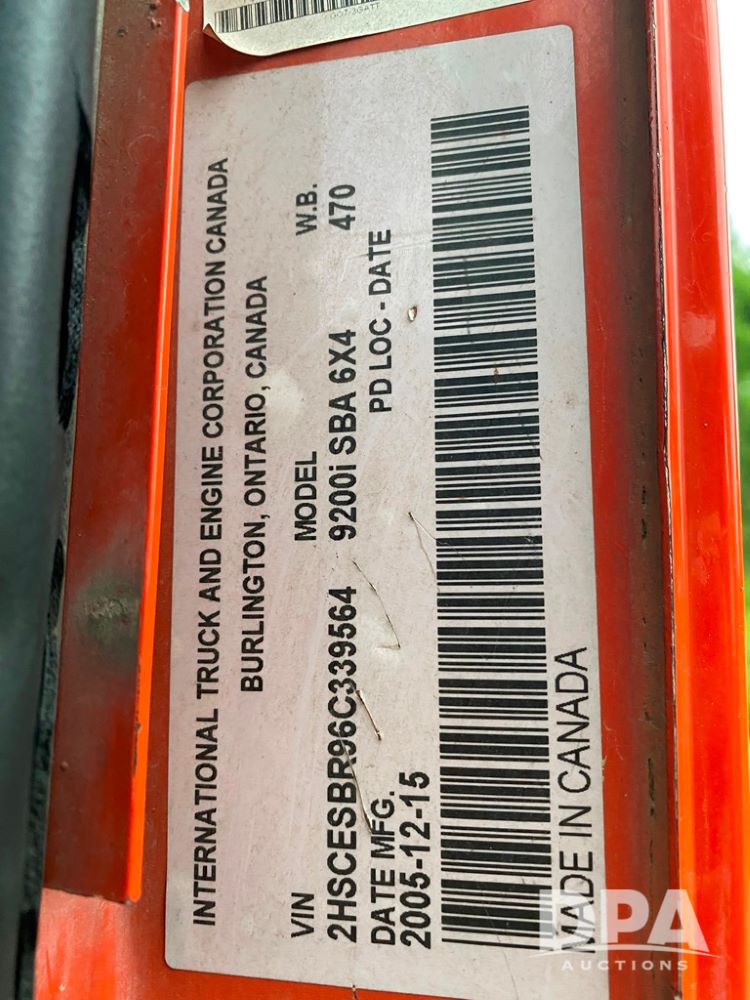 INTERNATIONAL TRUCK AND ENGINE CORPORATION CANADA
BURLINGTON, ONTARIO, CANADA
VIN MODEL W.B.
2HSCESBR96C339564 9200i SBA 6X4 470
DATE MFG. PD LOC - DATE
2005-12-15
MADE IN CANADA
PA
AUCTIONS